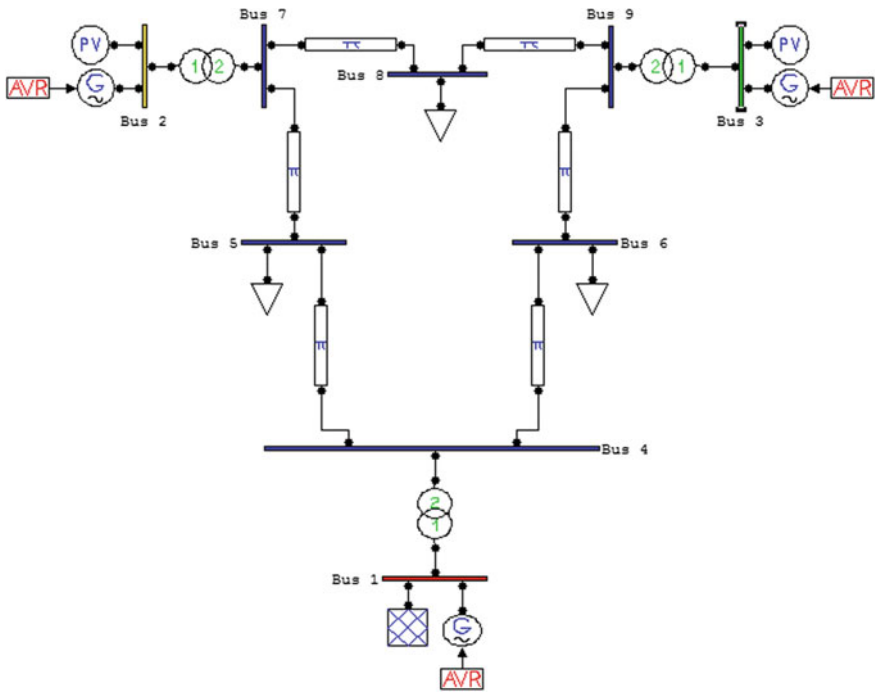 Bus 7
Bus 9
PV
1 2
π
π
2 1
PV
Bus 8
AVR
G
G
AVR
Bus 2
Bus 3
π
π
Bus 5
Bus 6
π
π
Bus 4
2
1
Bus 1
G
AVR